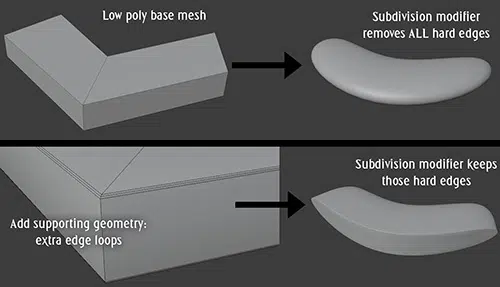 Low poly base mesh
Subdivision modifier
removes ALL hard edges
Subdivision modifier keeps
those hard edges
Add supporting geometry:
extra edge loops